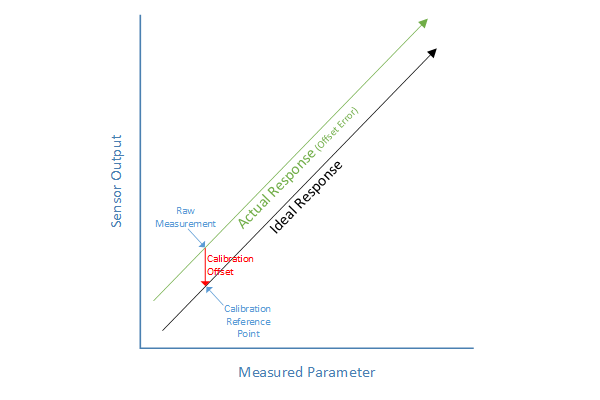 Sensor Output
Actual Response (Offset Error)
Ideal Response
Raw
Measurement
Calibration
Offset
Calibration
Reference
Point
Measured Parameter